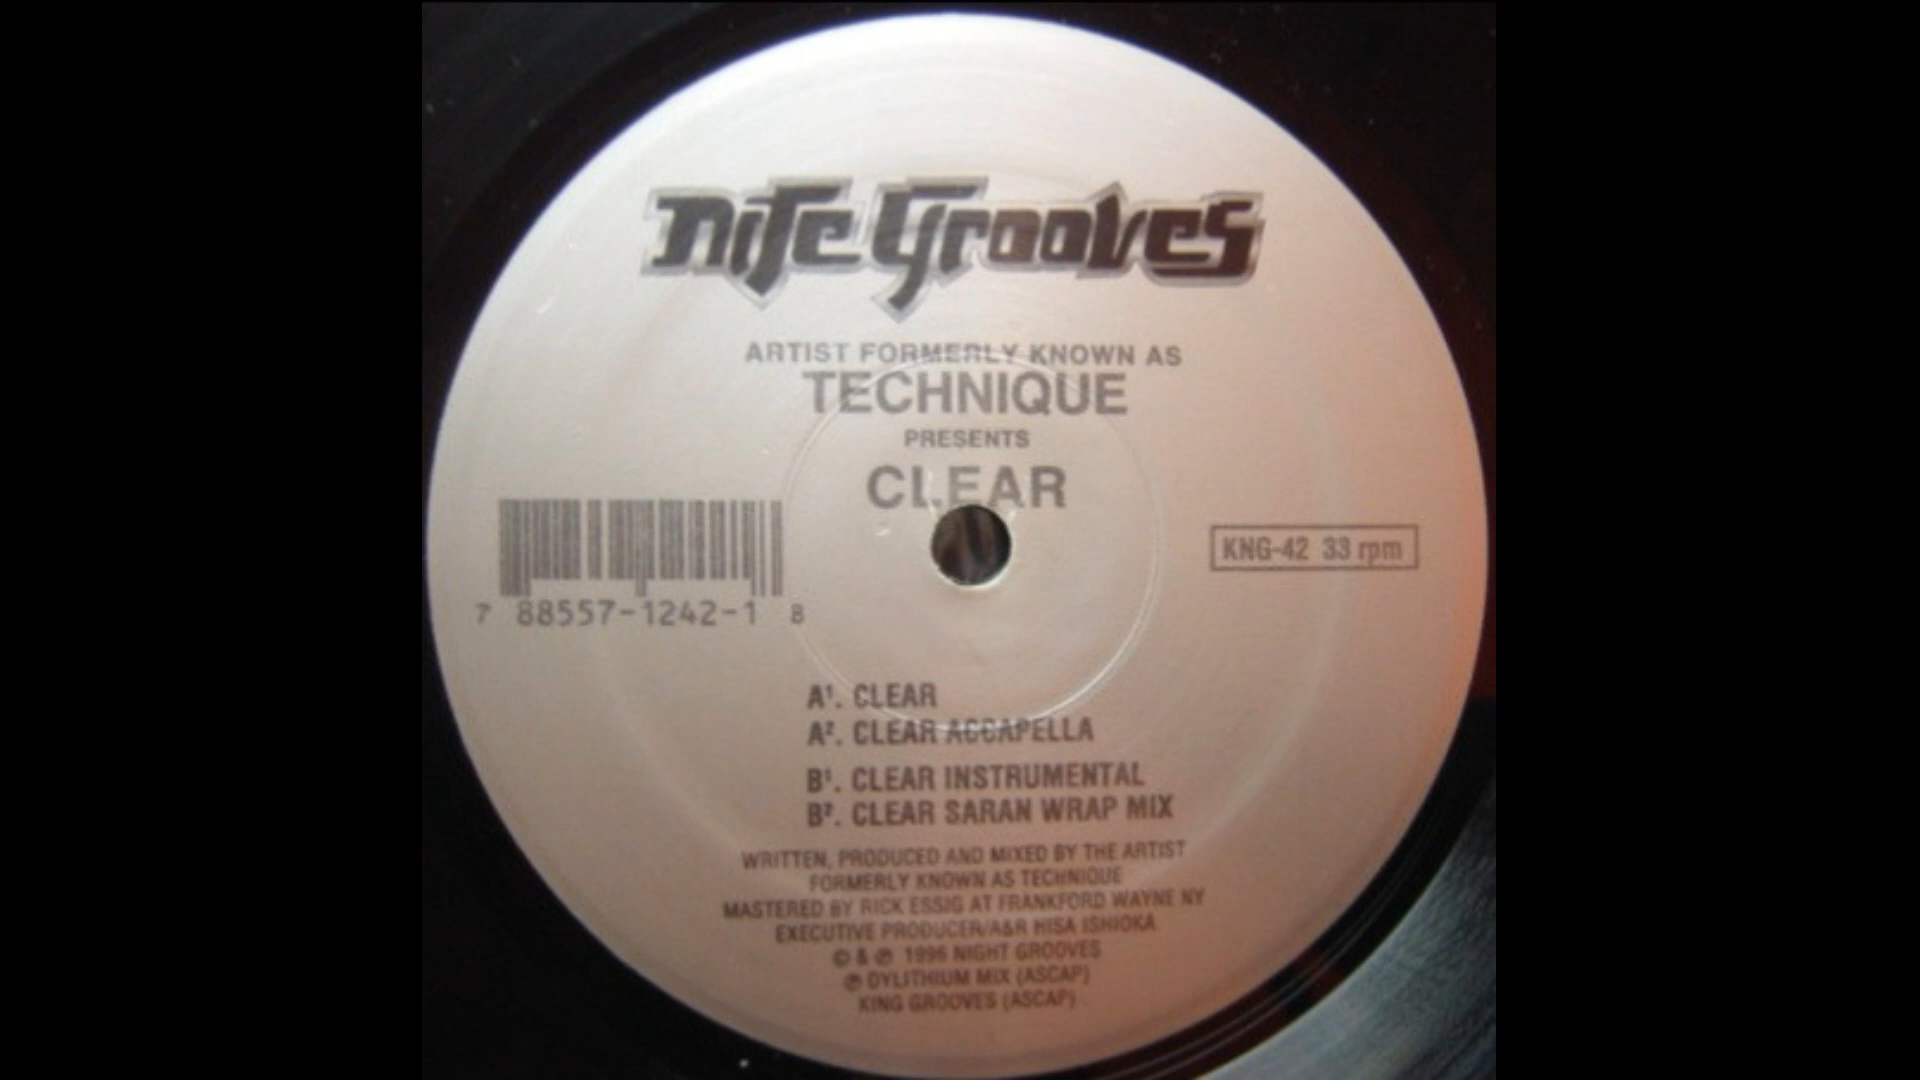 Nite Grooves
ARTIST FORMERLY KNOWN AS
TECHNIQUE
PRESENTS
CLEAR
KNG-42 33 rpm
7 88557-1242-1 8
A1. CLEAR
A2. CLEAR ACCAPELLA
B1. CLEAR INSTRUMENTAL
B2. CLEAR SARAN WRAP MIX
WRITTEN, PRODUCED AND MIXED BY THE ARTIST
FORMERLY KNOWN AS TECHNIQUE
MASTERED BY RICK ESSIG AT FRANKFORD WAYNE NY
EXECUTIVE PRODUCER/A&R HISA ISHIOKA
© & ℗ 1996 NIGHT GROOVES
℗ DYLITHIUM MIX (ASCAP)
KING GROOVES (ASCAP)